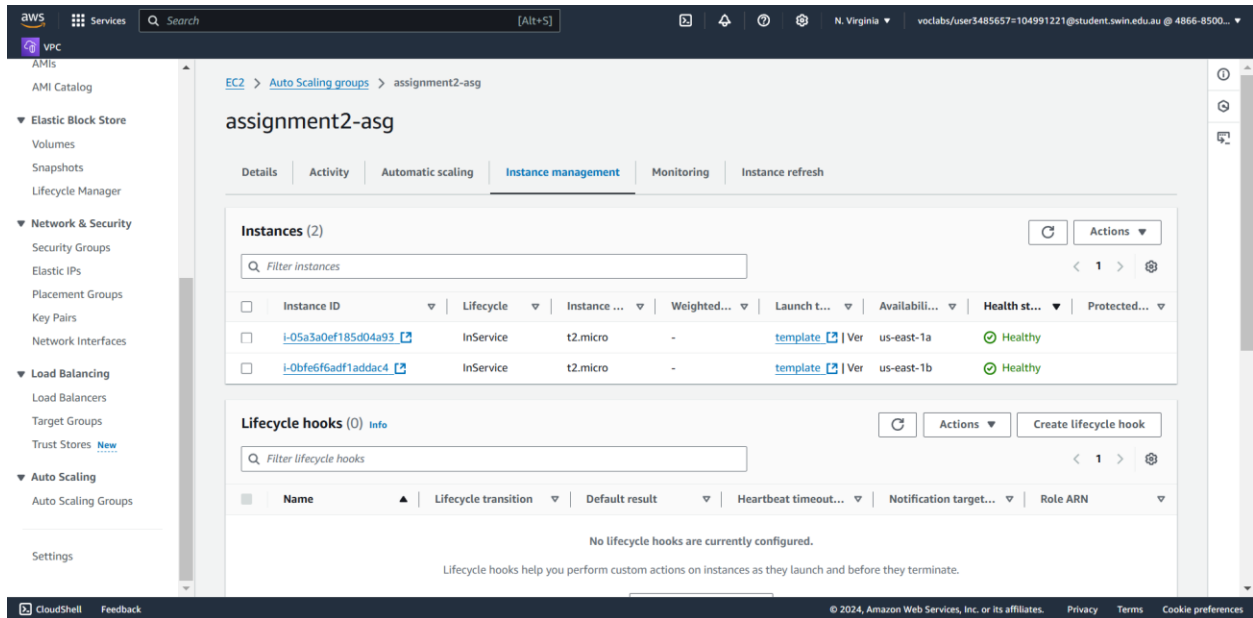 aws Services Search [Alt+S] N. Virginia voclabs/user3485657=104991221@student.swin.edu.au @ 4866-8500...
VPC
AMIs
AMI Catalog
Elastic Block Store
Volumes
Snapshots
Lifecycle Manager
Network & Security
Security Groups
Elastic IPs
Placement Groups
Key Pairs
Network Interfaces
Load Balancing
Load Balancers
Target Groups
Trust Stores New
Auto Scaling
Auto Scaling Groups
Settings
EC2 > Auto Scaling groups > assignment2-asg
assignment2-asg
Details Activity Automatic scaling Instance management Monitoring Instance refresh
Instances (2) Actions
Filter instances < 1 >
Instance ID Lifecycle Instance ... Weighted... Launch t... Availabili... Health st... Protected...
i-05a3a0ef185d04a93 InService t2.micro - template | Ver us-east-1a Healthy
i-0bfe6f6adf1addac4 InService t2.micro - template | Ver us-east-1b Healthy
Lifecycle hooks (0) Info Actions Create lifecycle hook
Filter lifecycle hooks < 1 >
Name Lifecycle transition Default result Heartbeat timeout... Notification target... Role ARN
No lifecycle hooks are currently configured.
Lifecycle hooks help you perform custom actions on instances as they launch and before they terminate.
CloudShell Feedback © 2024, Amazon Web Services, Inc. or its affiliates. Privacy Terms Cookie preferences